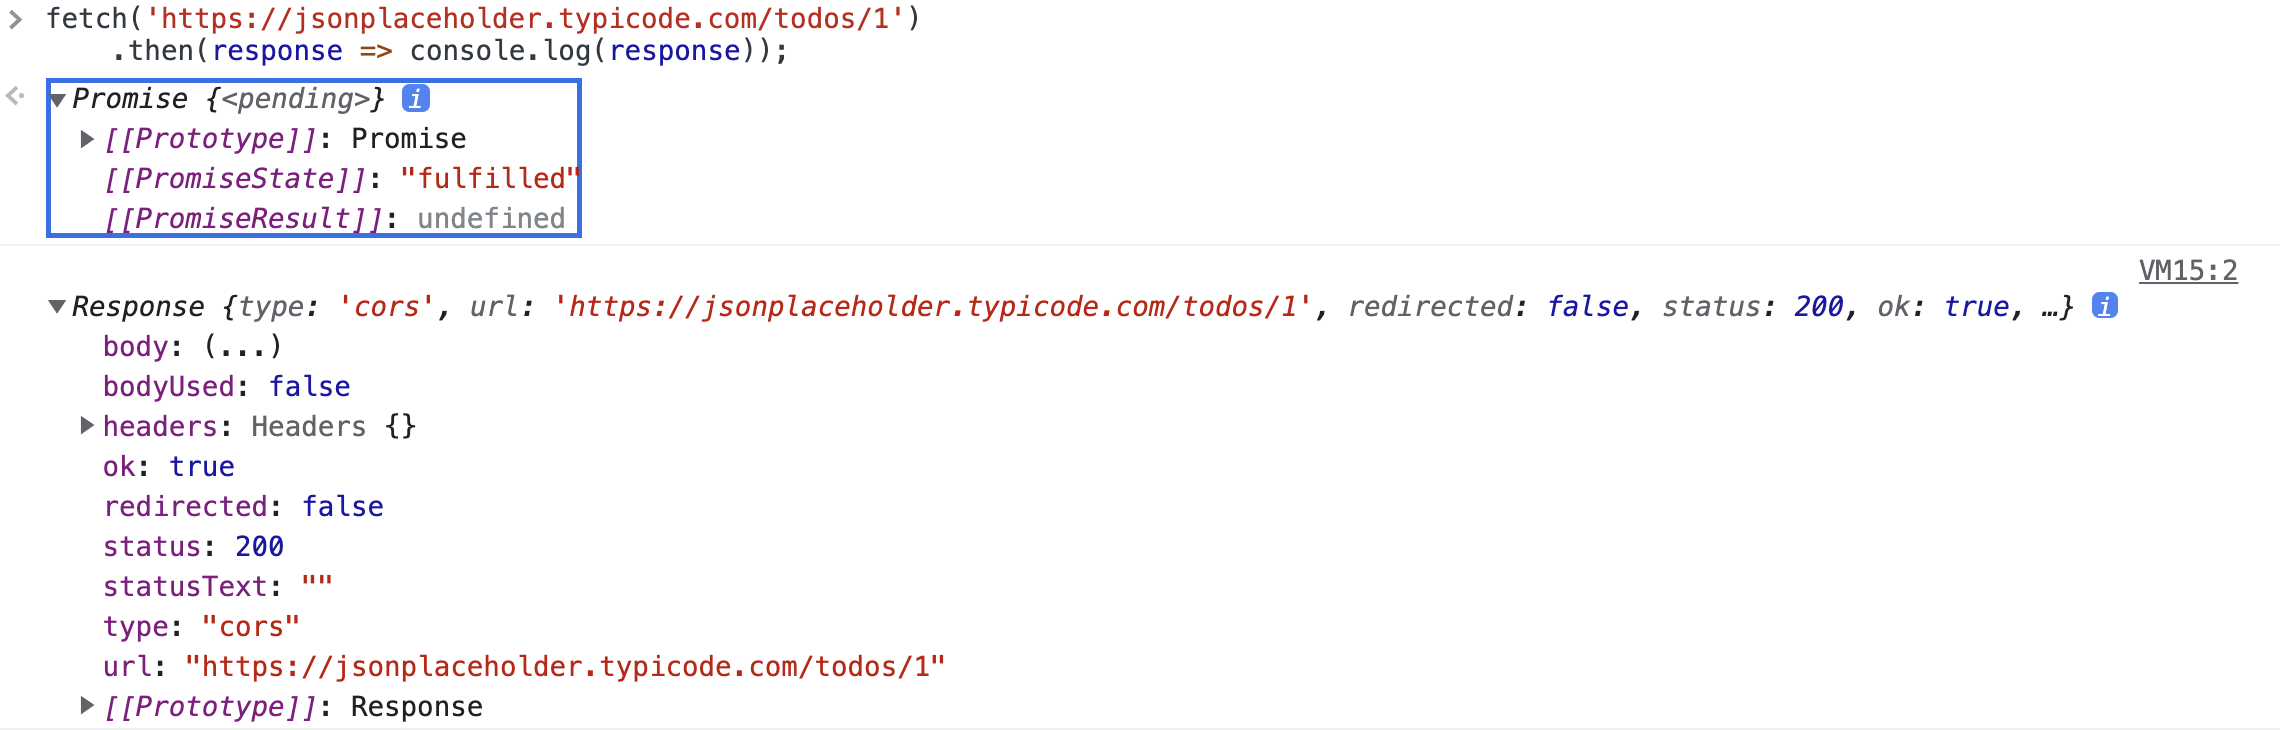 fetch('https://jsonplaceholder.typicode.com/todos/1')
.then(response => console.log(response));
Promise {<pending>} i
[[Prototype]]: Promise
[[PromiseState]]: "fulfilled"
[[PromiseResult]]: undefined
VM15:2
Response {type: 'cors', url: 'https://jsonplaceholder.typicode.com/todos/1', redirected: false, status: 200, ok: true, …} i
body: (...)
bodyUsed: false
headers: Headers {}
ok: true
redirected: false
status: 200
statusText: ""
type: "cors"
url: "https://jsonplaceholder.typicode.com/todos/1"
[[Prototype]]: Response